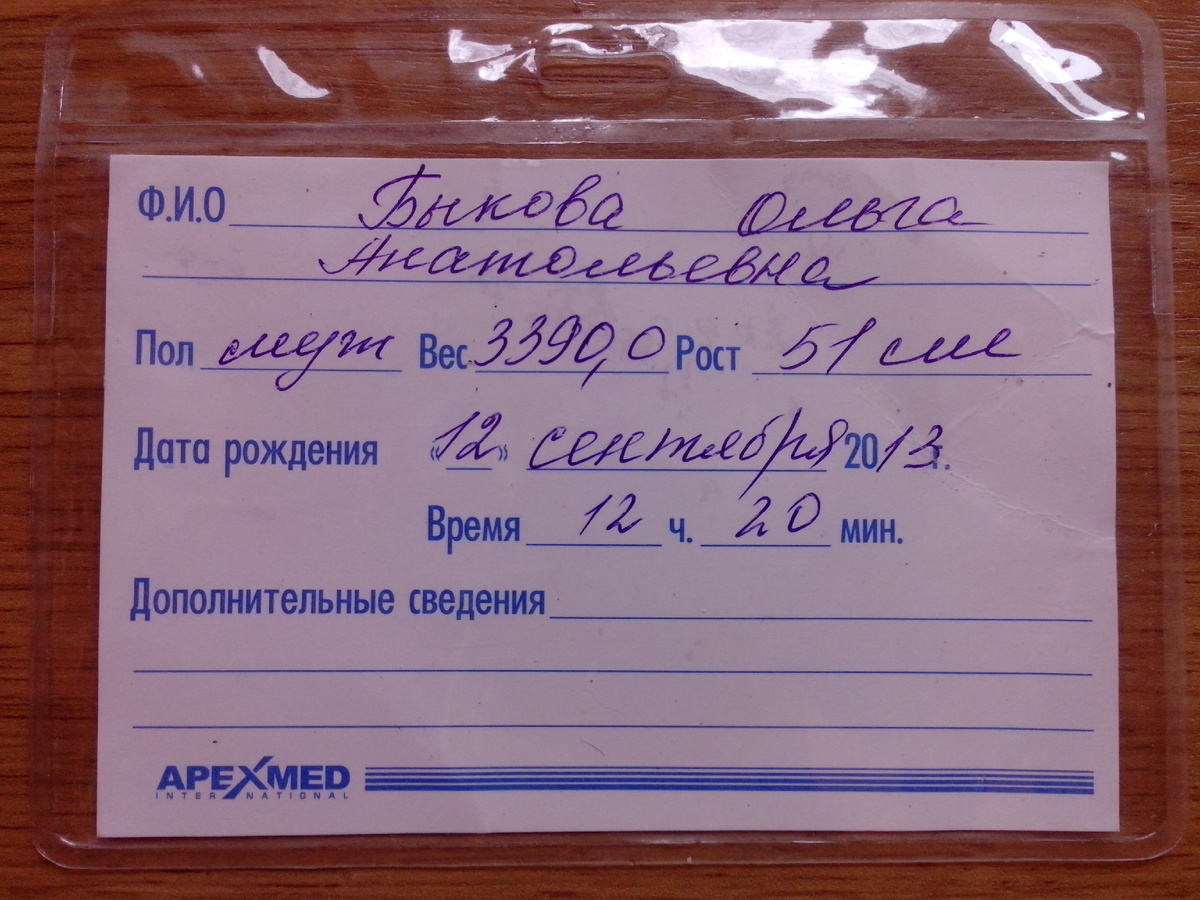 Ф.И.О Быкова Ольга
Анатольевна
Пол муж Вес 3390,0 Рост 51 см
Дата рождения «12» сентября 2013г.
Время 12 ч. 20 мин.
Дополнительные сведения
APEXMED
INTERNATIONAL